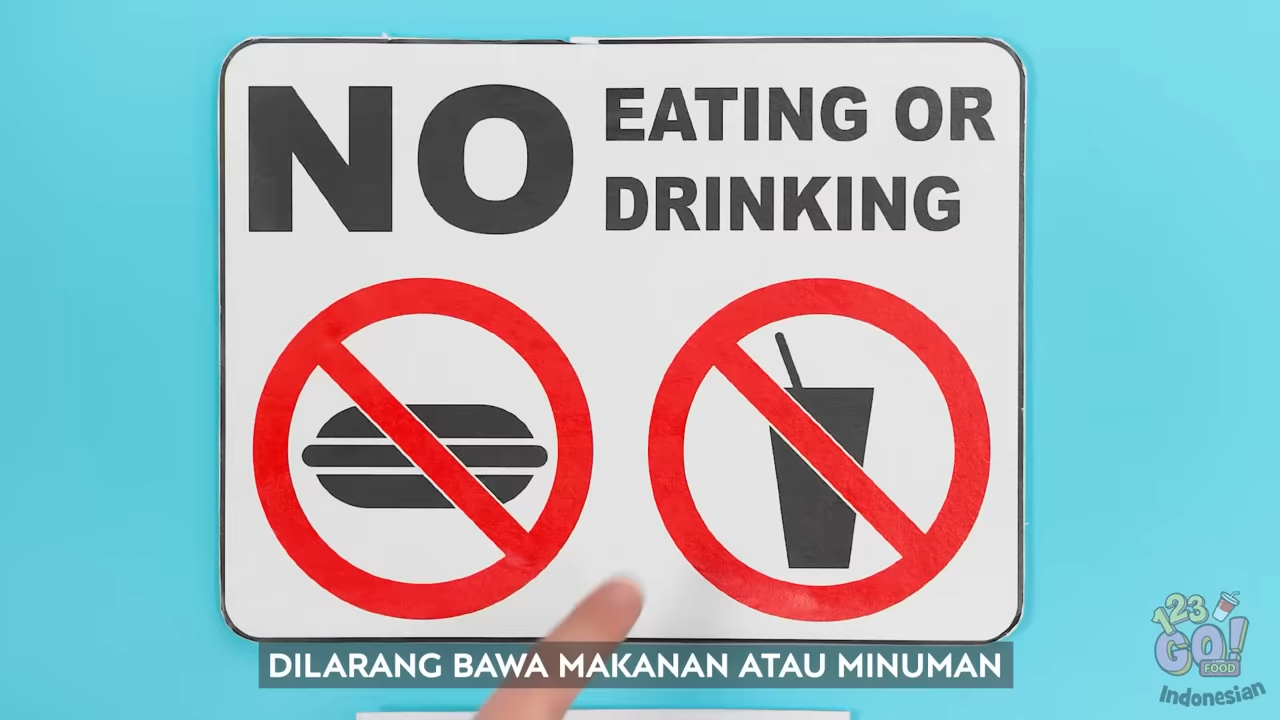 NO EATING OR
DRINKING
DILARANG BAWA MAKANAN ATAU MINUMAN
123
GO!
FOOD
Indonesian